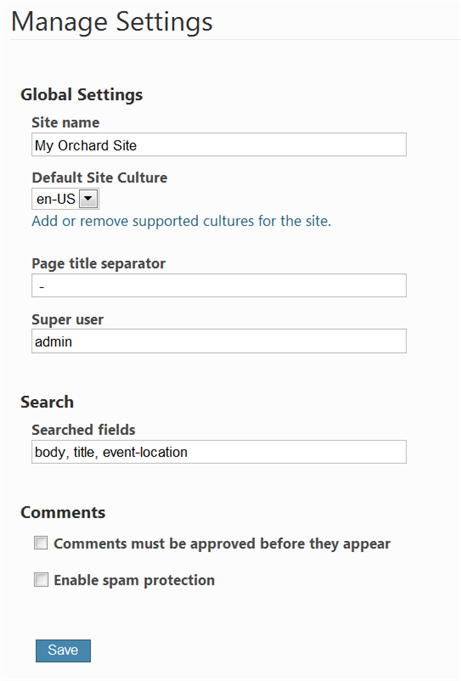 Manage Settings
Global Settings
Site name
My Orchard Site
Default Site Culture
en-US
Add or remove supported cultures for the site.
Page title separator
-
Super user
admin
Search
Searched fields
body, title, event-location
Comments
Comments must be approved before they appear
Enable spam protection
Save